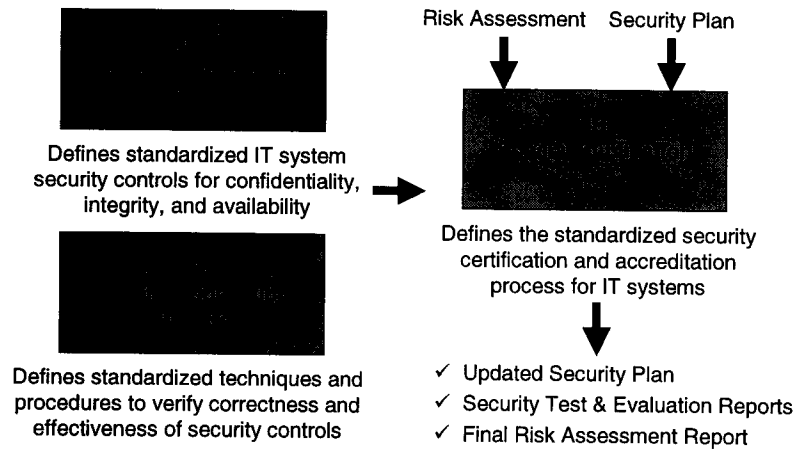 Defines standardized IT system
security controls for confidentiality,
integrity, and availability
Defines standardized techniques and
procedures to verify correctness and
effectiveness of security controls
Risk Assessment Security Plan
Defines the standardized security
certification and accreditation
process for IT systems
✓ Updated Security Plan
✓ Security Test & Evaluation Reports
✓ Final Risk Assessment Report